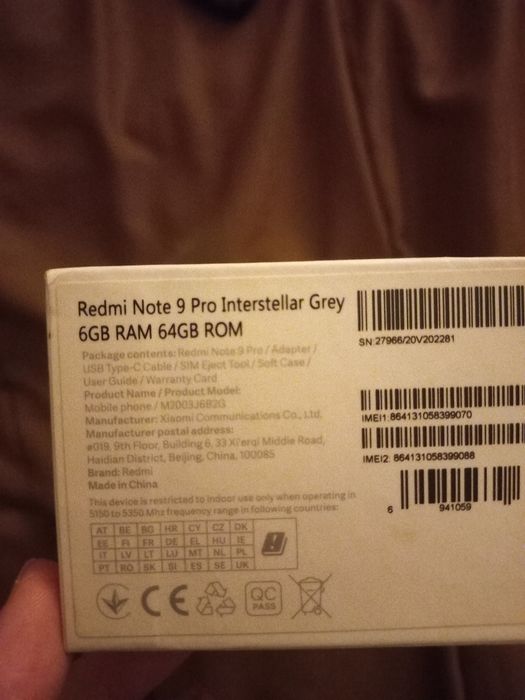 Redmi Note 9 Pro Interstellar Grey
6GB RAM 64GB ROM
Package contents: Redmi Note 9 Pro / Adapter /
USB Type-C Cable / SIM Eject Tool / Soft Case /
User Guide / Warranty Card
Product Name / Product Model:
Mobile phone / M2003J6B2G
Manufacturer: Xiaomi Communications Co., Ltd.
Manufacturer postal address:
#019, 9th Floor, Building 6, 33 Xi'erqi Middle Road,
Haidian District, Beijing, China, 100085
Brand: Redmi
Made in China
This device is restricted to indoor use only when operating in
5150 to 5350 Mhz frequency range in following countries:
AT BE BG HR CY CZ DK
EE FI FR DE EL HU IE
IT LV LT LU MT NL PL
PT RO SK SI ES SE UK
CE
QC
PASS
SN:27966/20V202281
IMEI1:864131058399070
IMEI2: 864131058399088
6 941059